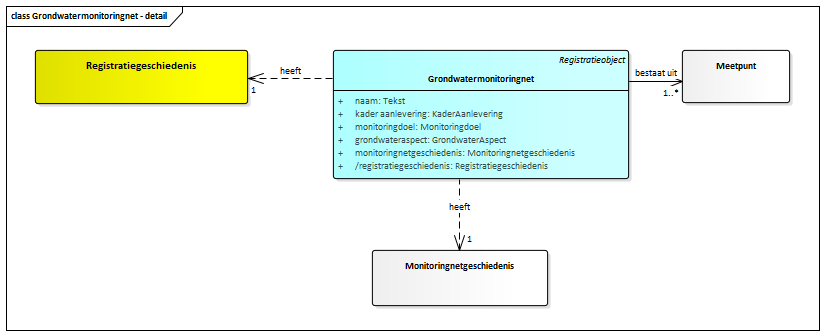 class Grondwatermonitoringnet - detail
Registratiegeschiedenis
heeft
1
Registratieobject
Grondwatermonitoringnet
+ naam: Tekst
+ kader aanlevering: KaderAanlevering
+ monitoringdoel: Monitoringdoel
+ grondwateraspect: GrondwaterAspect
+ monitoringnetgeschiedenis: Monitoringnetgeschiedenis
+ /registratiegeschiedenis: Registratiegeschiedenis
bestaat uit
1..*
Meetpunt
heeft
1
Monitoringnetgeschiedenis